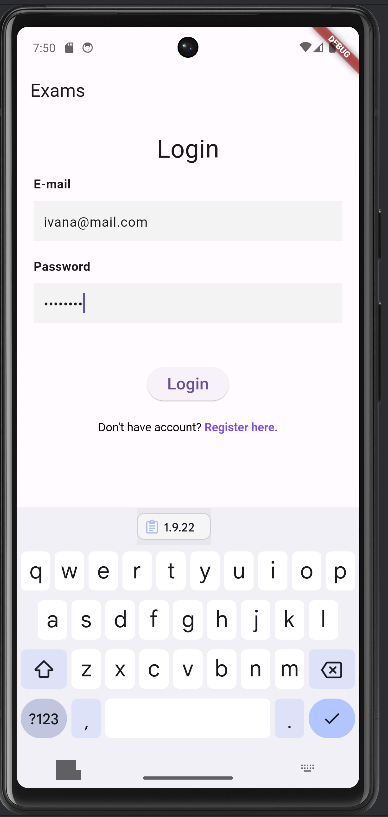 7:50
DEBUG
Exams
Login
E-mail
ivana@mail.com
Password
••••••••
Login
Don't have account? Register here.
1.9.22
q w e r t y u i o p
a s d f g h j k l
z x c v b n m
?123 , .